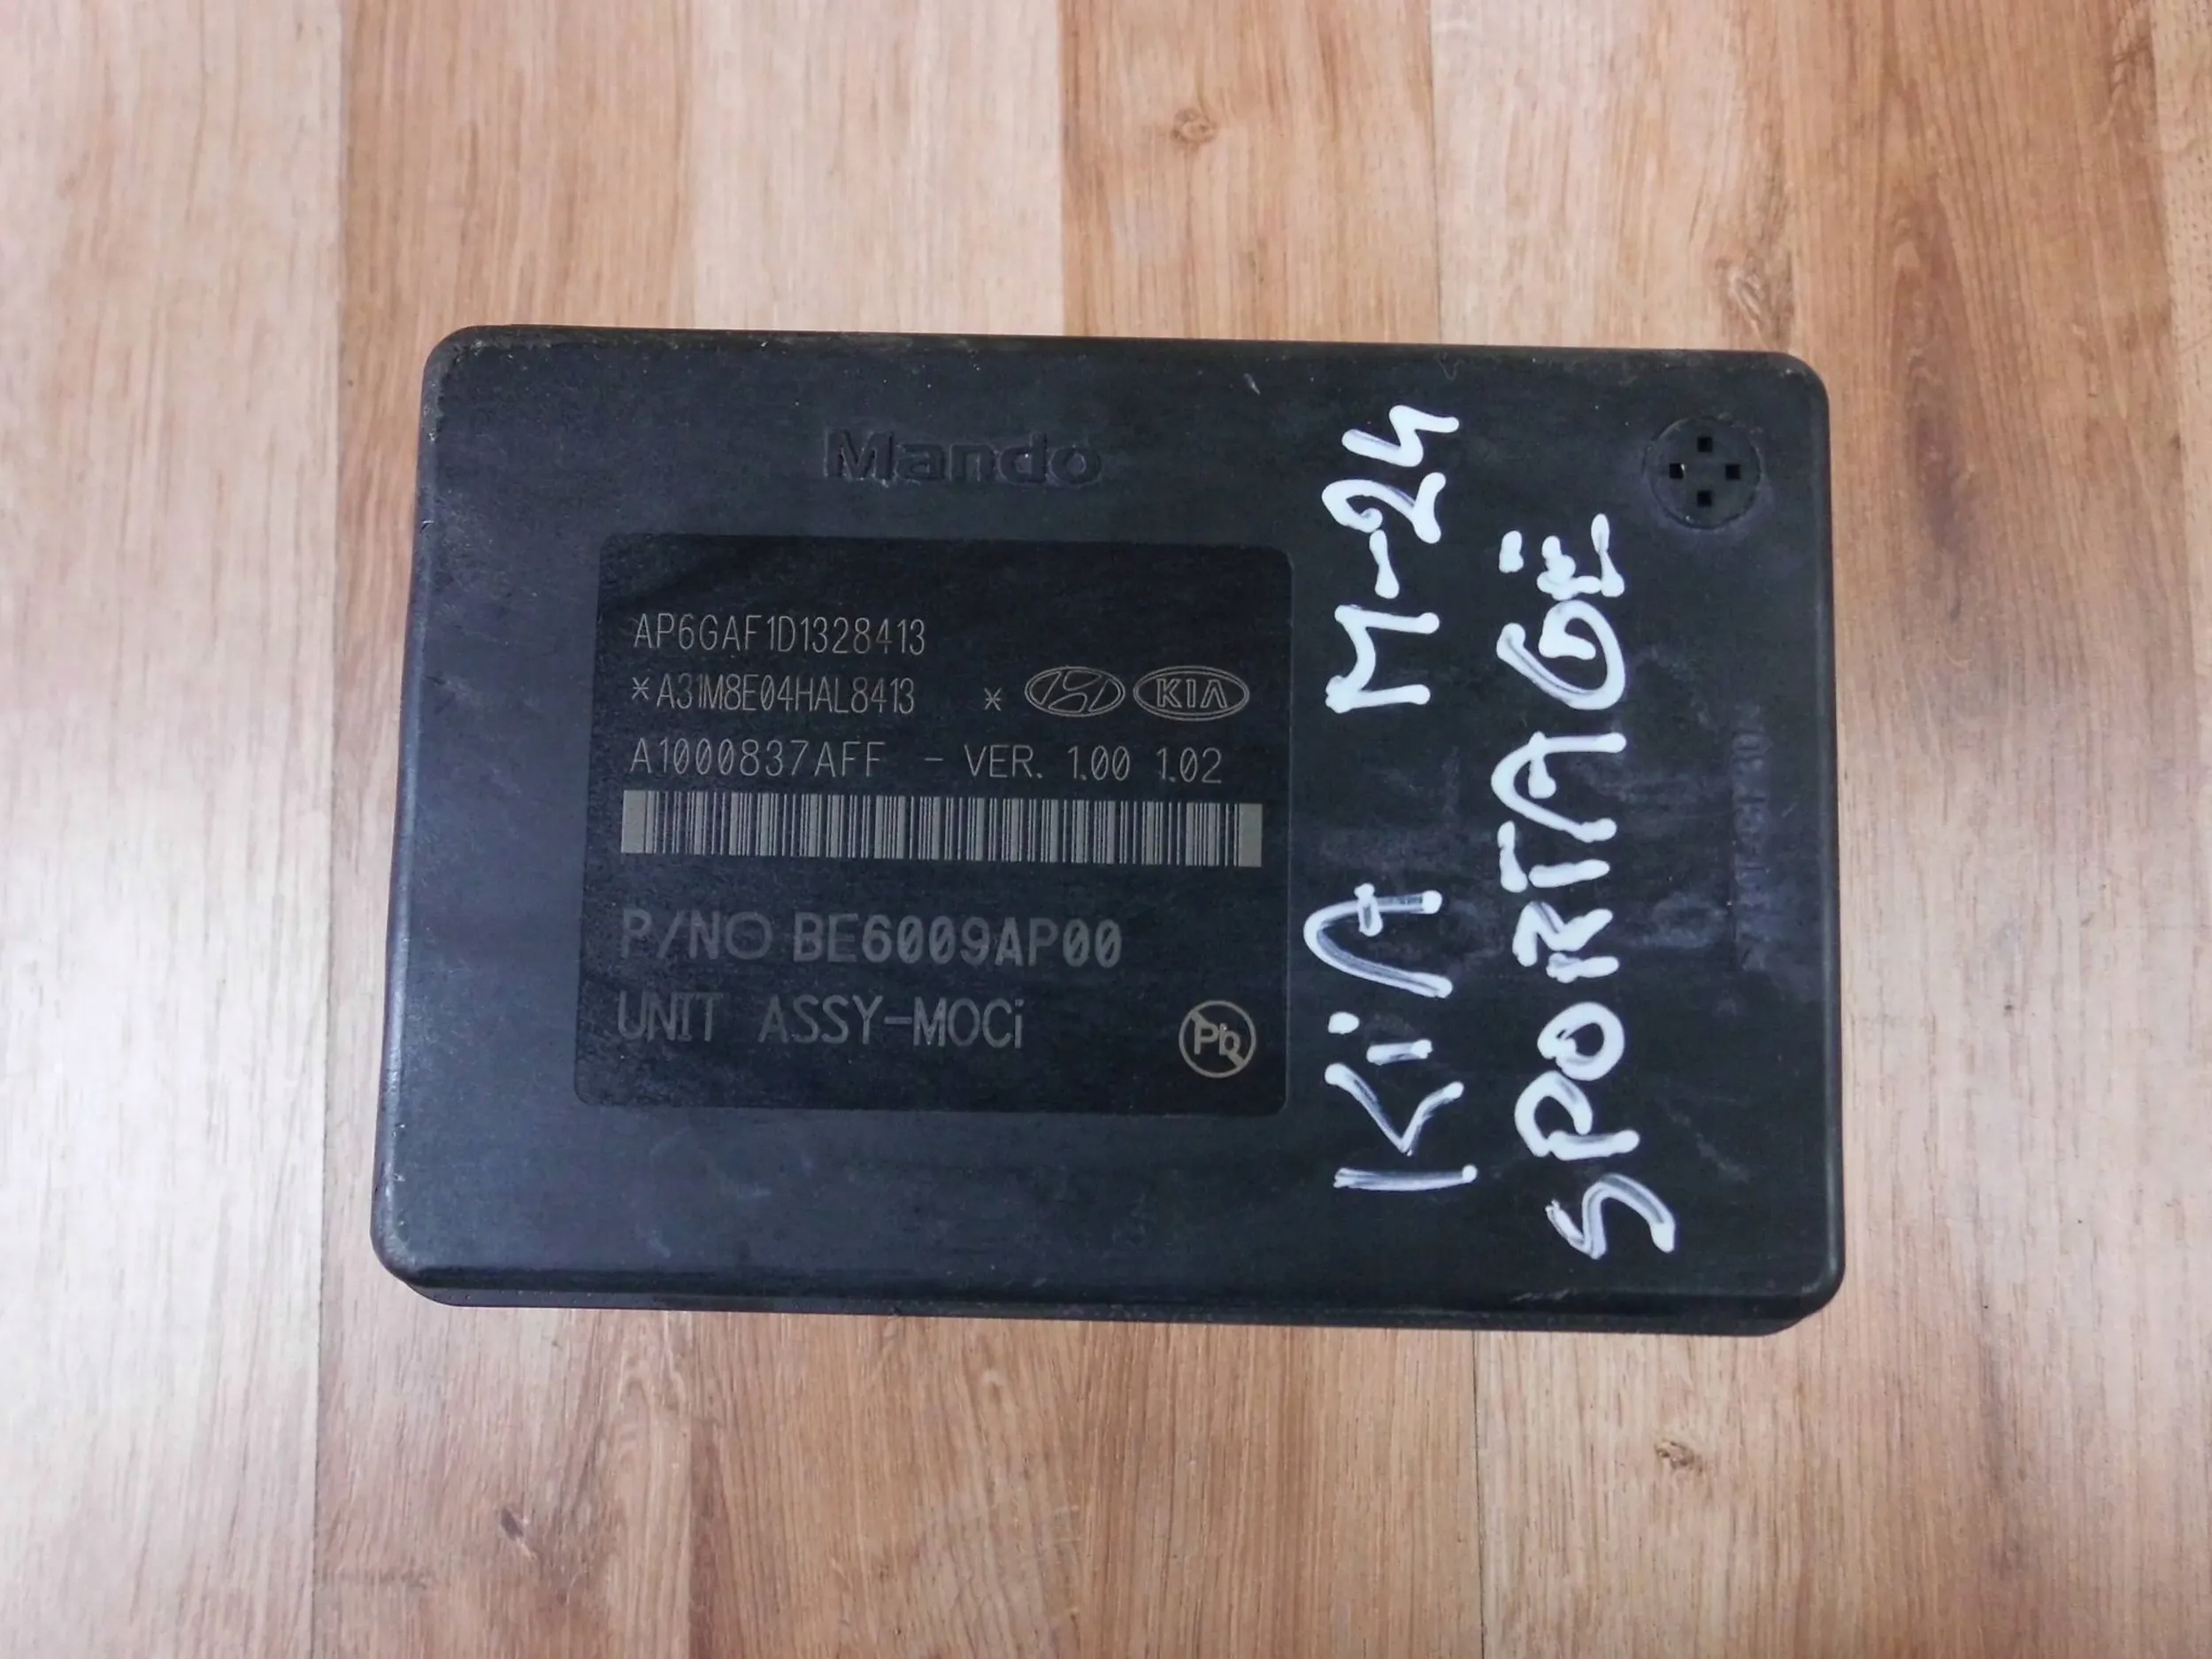 Mando
AP6GAF1D1328413
*A31M8E04HAL8413 * KIA
A1000837AFF - VER. 1.00 1.02
P/NO BE6009AP00
UNIT ASSY-MOCi
Pb
KiA M-24
SPORTAGE